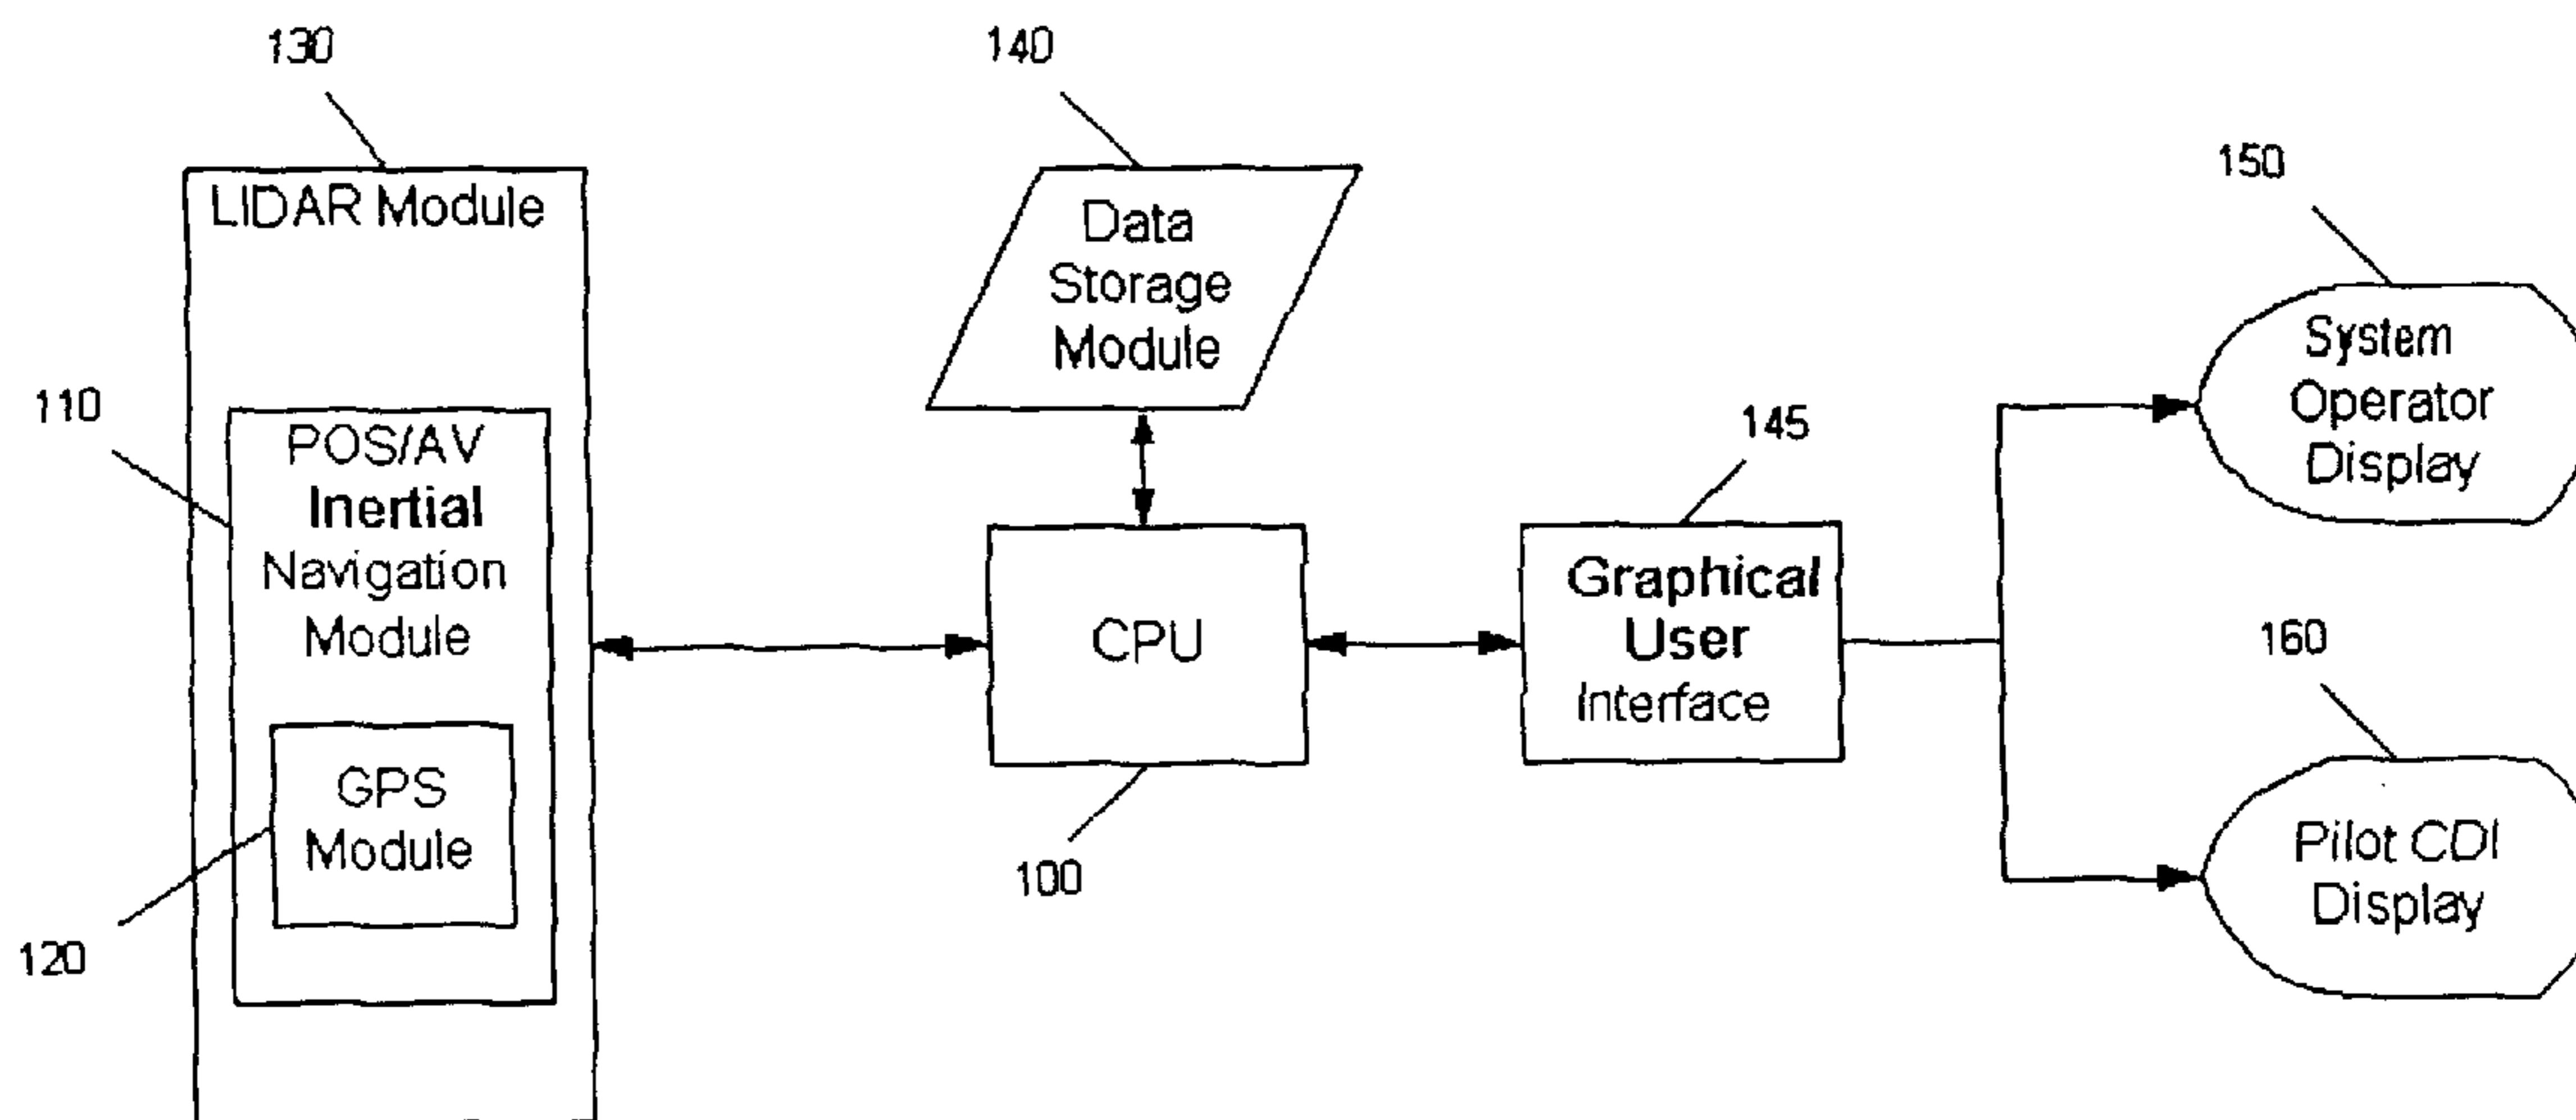 130
LIDAR Module
110
POS/AV
Inertial
Navigation
Module
GPS
Module
120
140
Data
Storage
Module
CPU
100
145
Graphical
User
Interface
150
System
Operator
Display
160
Pilot CDI
Display